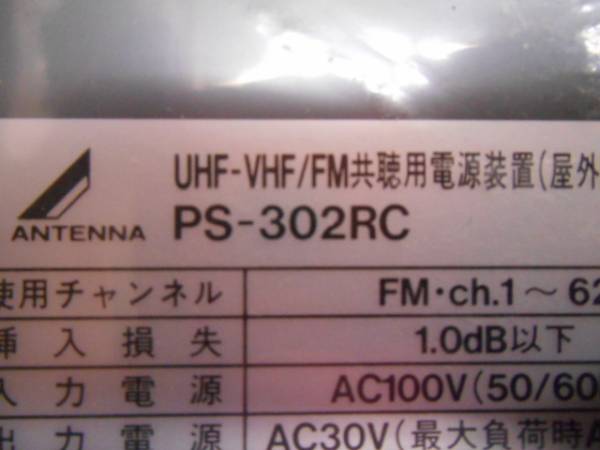 UHF-VHF/FM共聴用電源装置(屋外
ANTENNA PS-302RC
使用チャンネル FM・ch.1～62
挿入損失 1.0dB以下
入力電源 AC100V(50/60
出力電源 AC30V(最大負荷時A